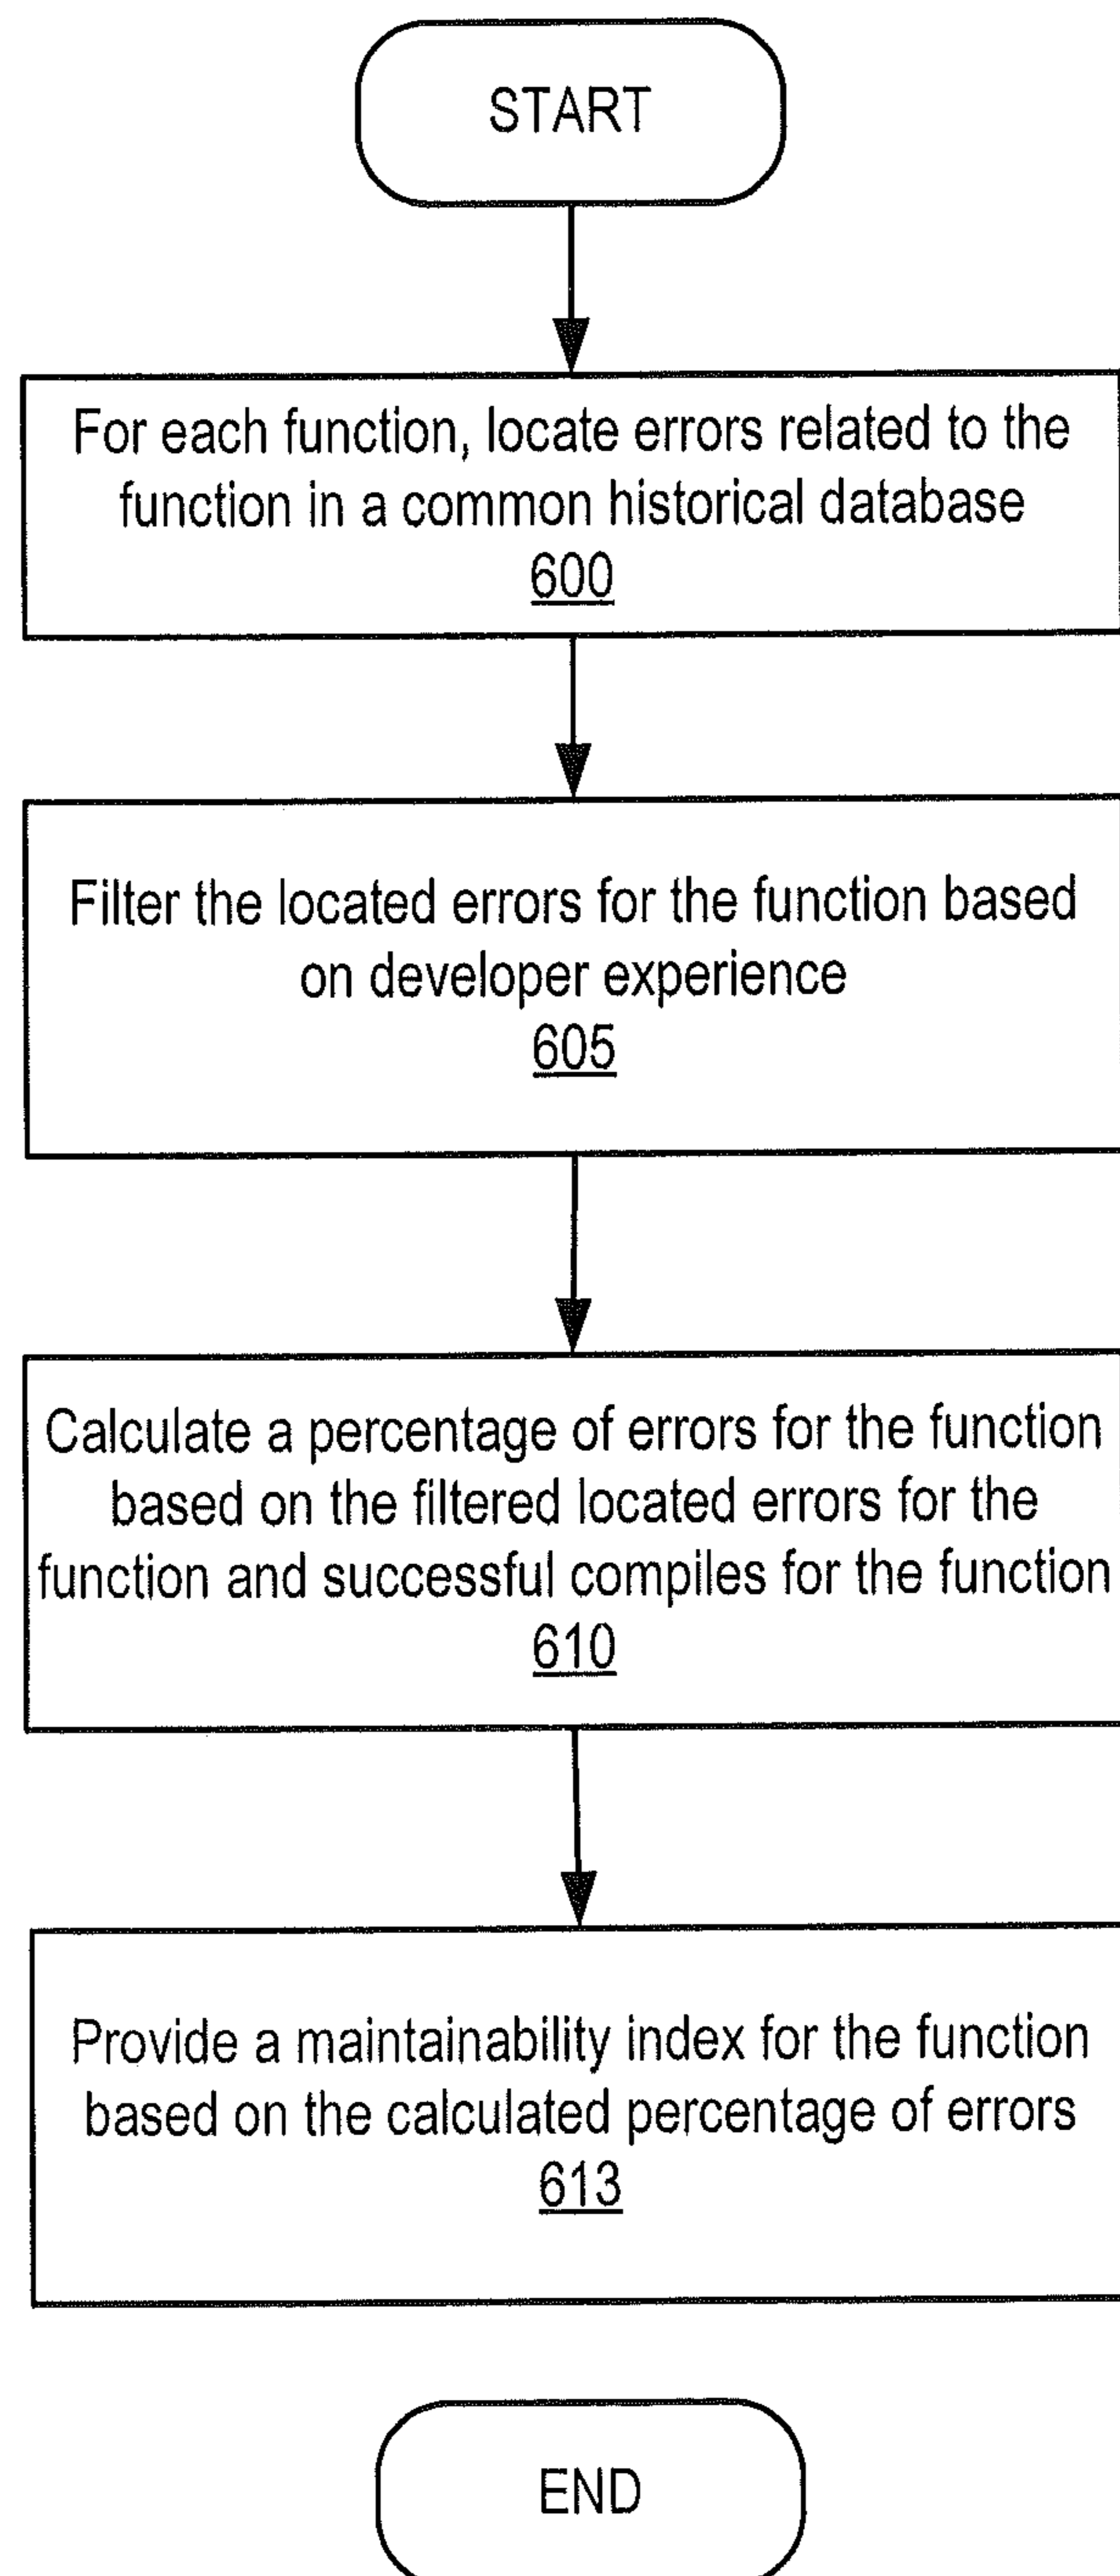 START
For each function, locate errors related to the
function in a common historical database
600
Filter the located errors for the function based
on developer experience
605
Calculate a percentage of errors for the function
based on the filtered located errors for the
function and successful compiles for the function
610
Provide a maintainability index for the function
based on the calculated percentage of errors
613
END